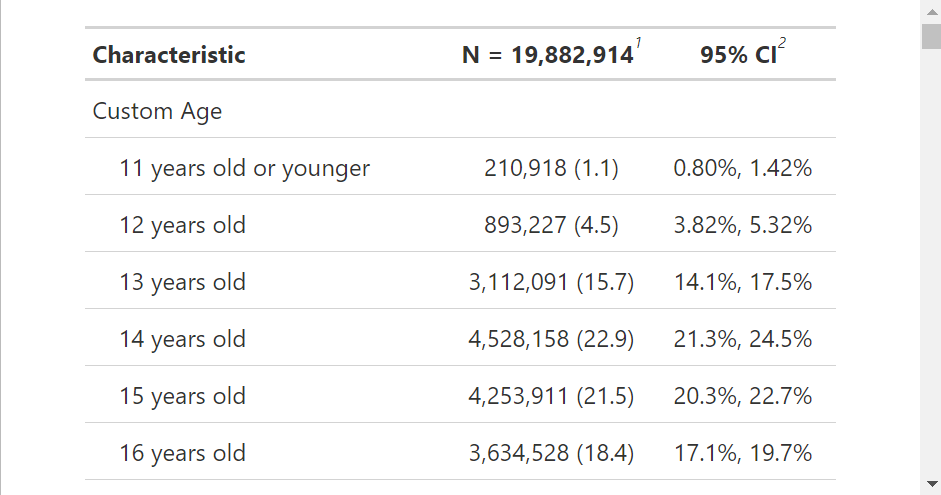 Characteristic N = 19,882,914¹ 95% CI²
Custom Age
11 years old or younger 210,918 (1.1) 0.80%, 1.42%
12 years old 893,227 (4.5) 3.82%, 5.32%
13 years old 3,112,091 (15.7) 14.1%, 17.5%
14 years old 4,528,158 (22.9) 21.3%, 24.5%
15 years old 4,253,911 (21.5) 20.3%, 22.7%
16 years old 3,634,528 (18.4) 17.1%, 19.7%